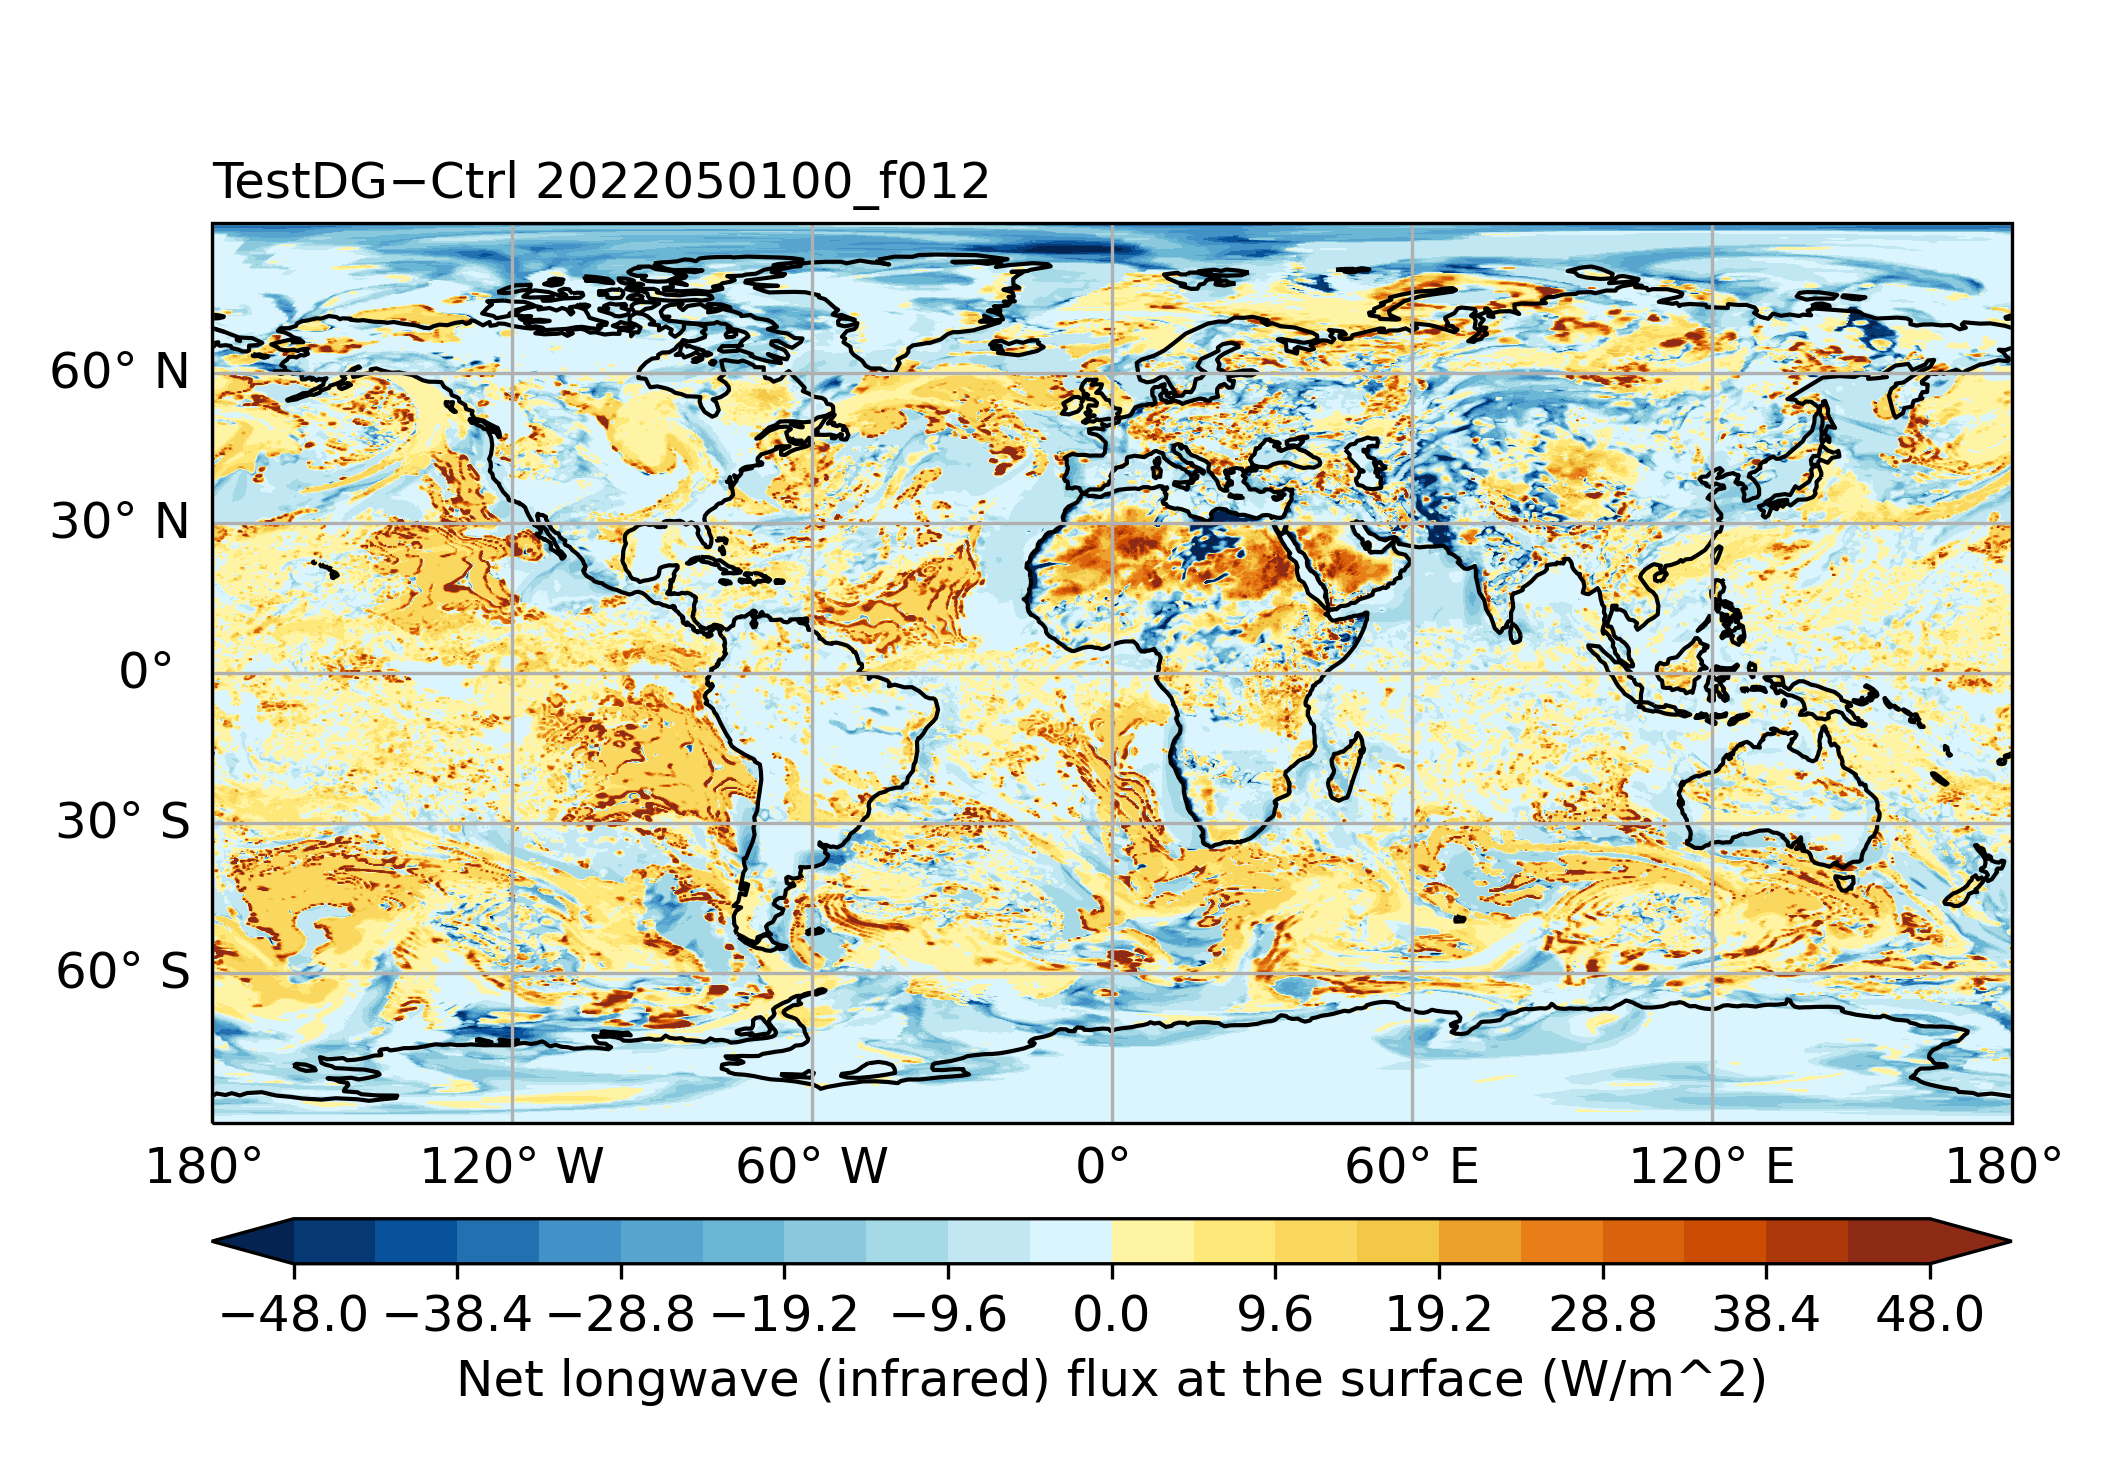 TestDG−Ctrl 2022050100_f012
60° N
30° N
0°
30° S
60° S
180° 120° W 60° W 0° 60° E 120° E 180°
−48.0 −38.4 −28.8 −19.2 −9.6 0.0 9.6 19.2 28.8 38.4 48.0
Net longwave (infrared) flux at the surface (W/m^2)